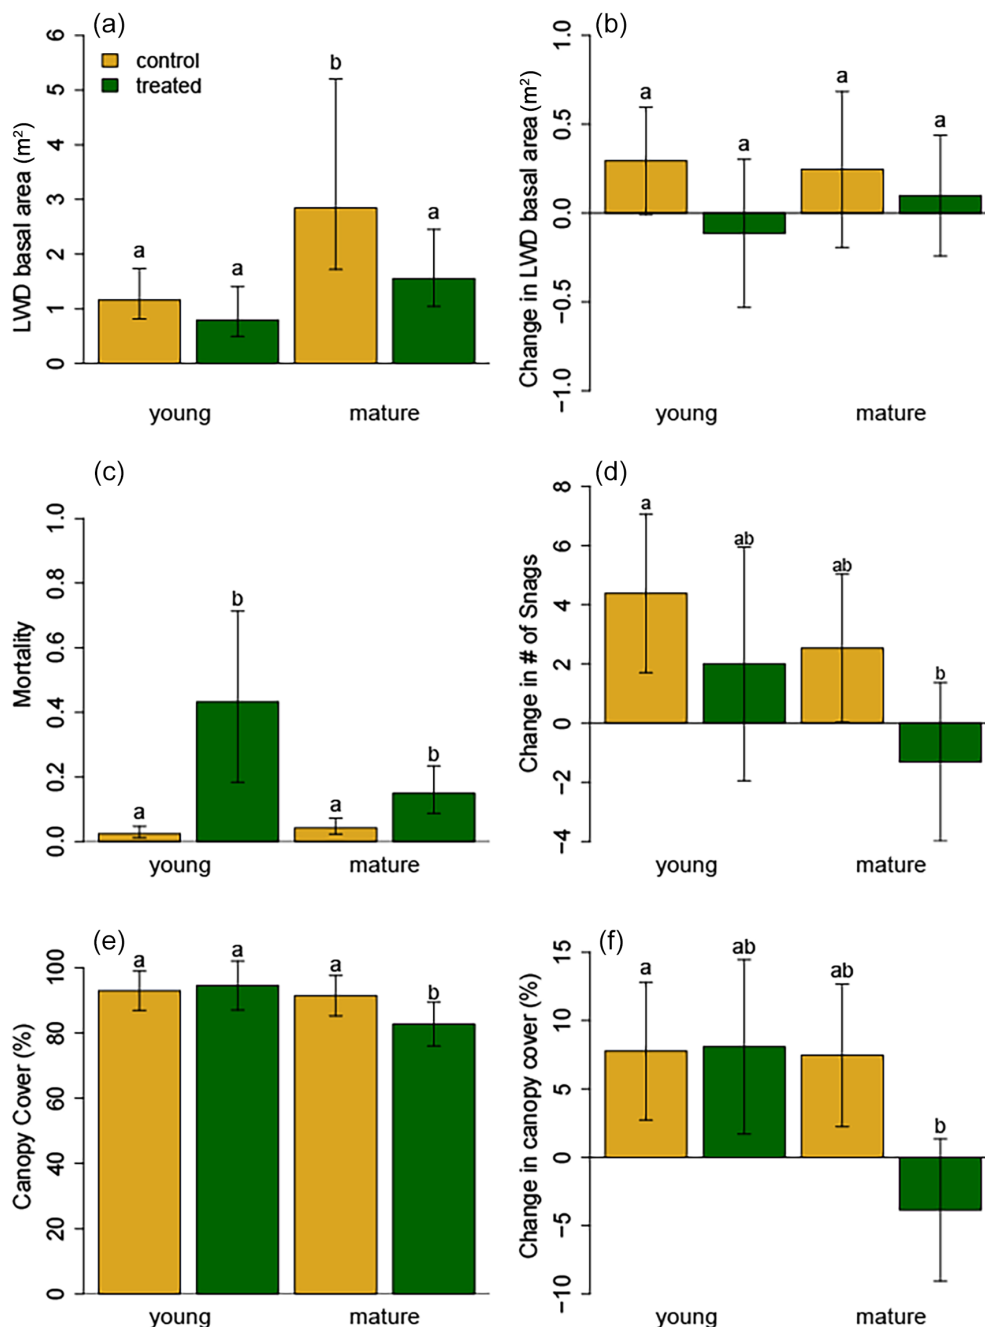 (a)
LWD basal area (m²)
6
5
4
3
2
1
0
control
treated
a
a
b
a
young
mature
(b)
Change in LWD basal area (m²)
1.0
0.5
0.0
−0.5
−1.0
a
a
a
a
young
mature
(c)
Mortality
1.0
0.8
0.6
0.4
0.2
0.0
a
b
a
b
young
mature
(d)
Change in # of Snags
8
6
4
2
0
−2
−4
a
ab
ab
b
young
mature
(e)
Canopy Cover (%)
100
80
60
40
20
0
a
a
a
b
young
mature
(f)
Change in canopy cover (%)
15
10
5
0
−5
−10
a
ab
ab
b
young
mature